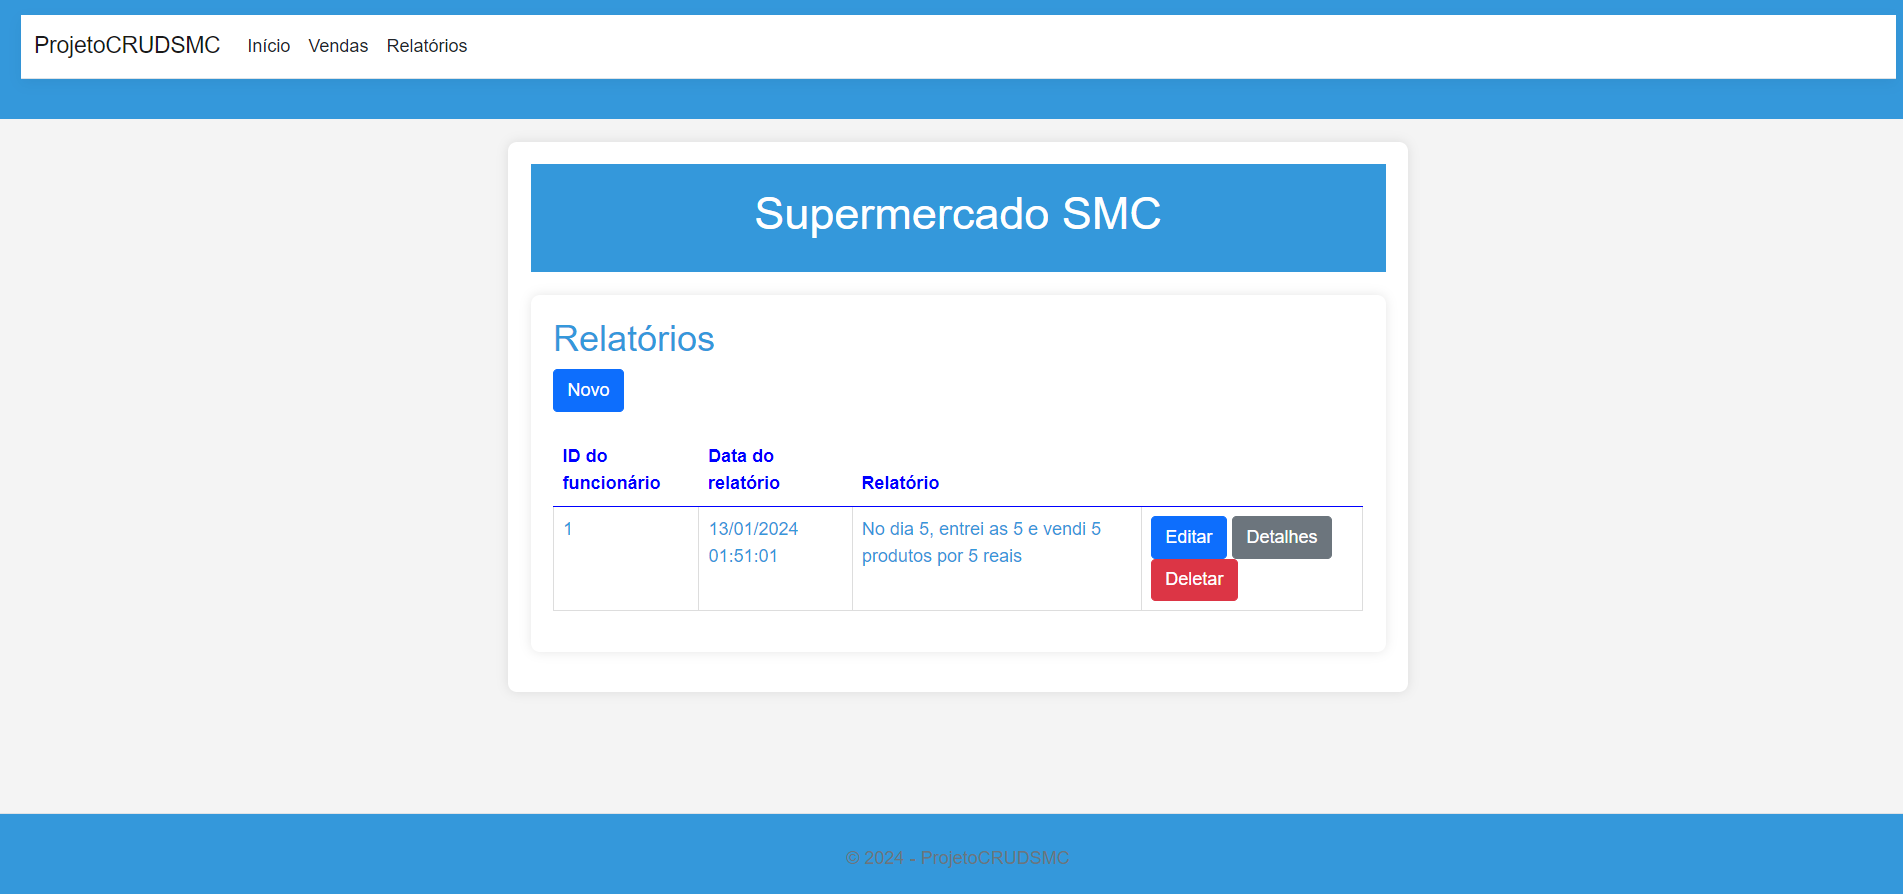 ProjetoCRUDSMC Início Vendas Relatórios
Supermercado SMC
Relatórios
Novo
ID do funcionário
Data do relatório
Relatório
1
13/01/2024 01:51:01
No dia 5, entrei as 5 e vendi 5
produtos por 5 reais
Editar Detalhes
Deletar
© 2024 - ProjetoCRUDSMC